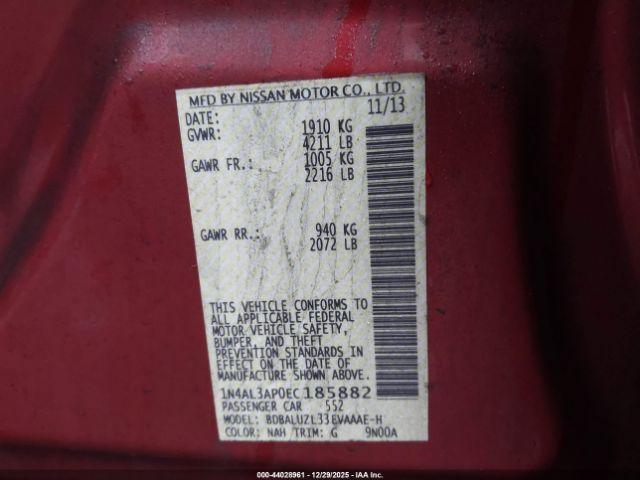 MFD BY NISSAN MOTOR CO., LTD.
DATE: 11/13
GVWR: 1910 KG
4211 LB
GAWR FR.: 1005 KG
2216 LB
GAWR RR.: 940 KG
2072 LB
THIS VEHICLE CONFORMS TO
ALL APPLICABLE FEDERAL
MOTOR VEHICLE SAFETY,
BUMPER, AND THEFT
PREVENTION STANDARDS IN
EFFECT ON THE DATE OF
MANUFACTURE SHOWN ABOVE.
1N4AL3AP0EC185882
PASSENGER CAR 552
MODEL: BDBALUZL33EVAAAE-H
COLOR: NAH TRIM: G 9N00A
000-44028961 - 12/29/2025 - IAA Inc.